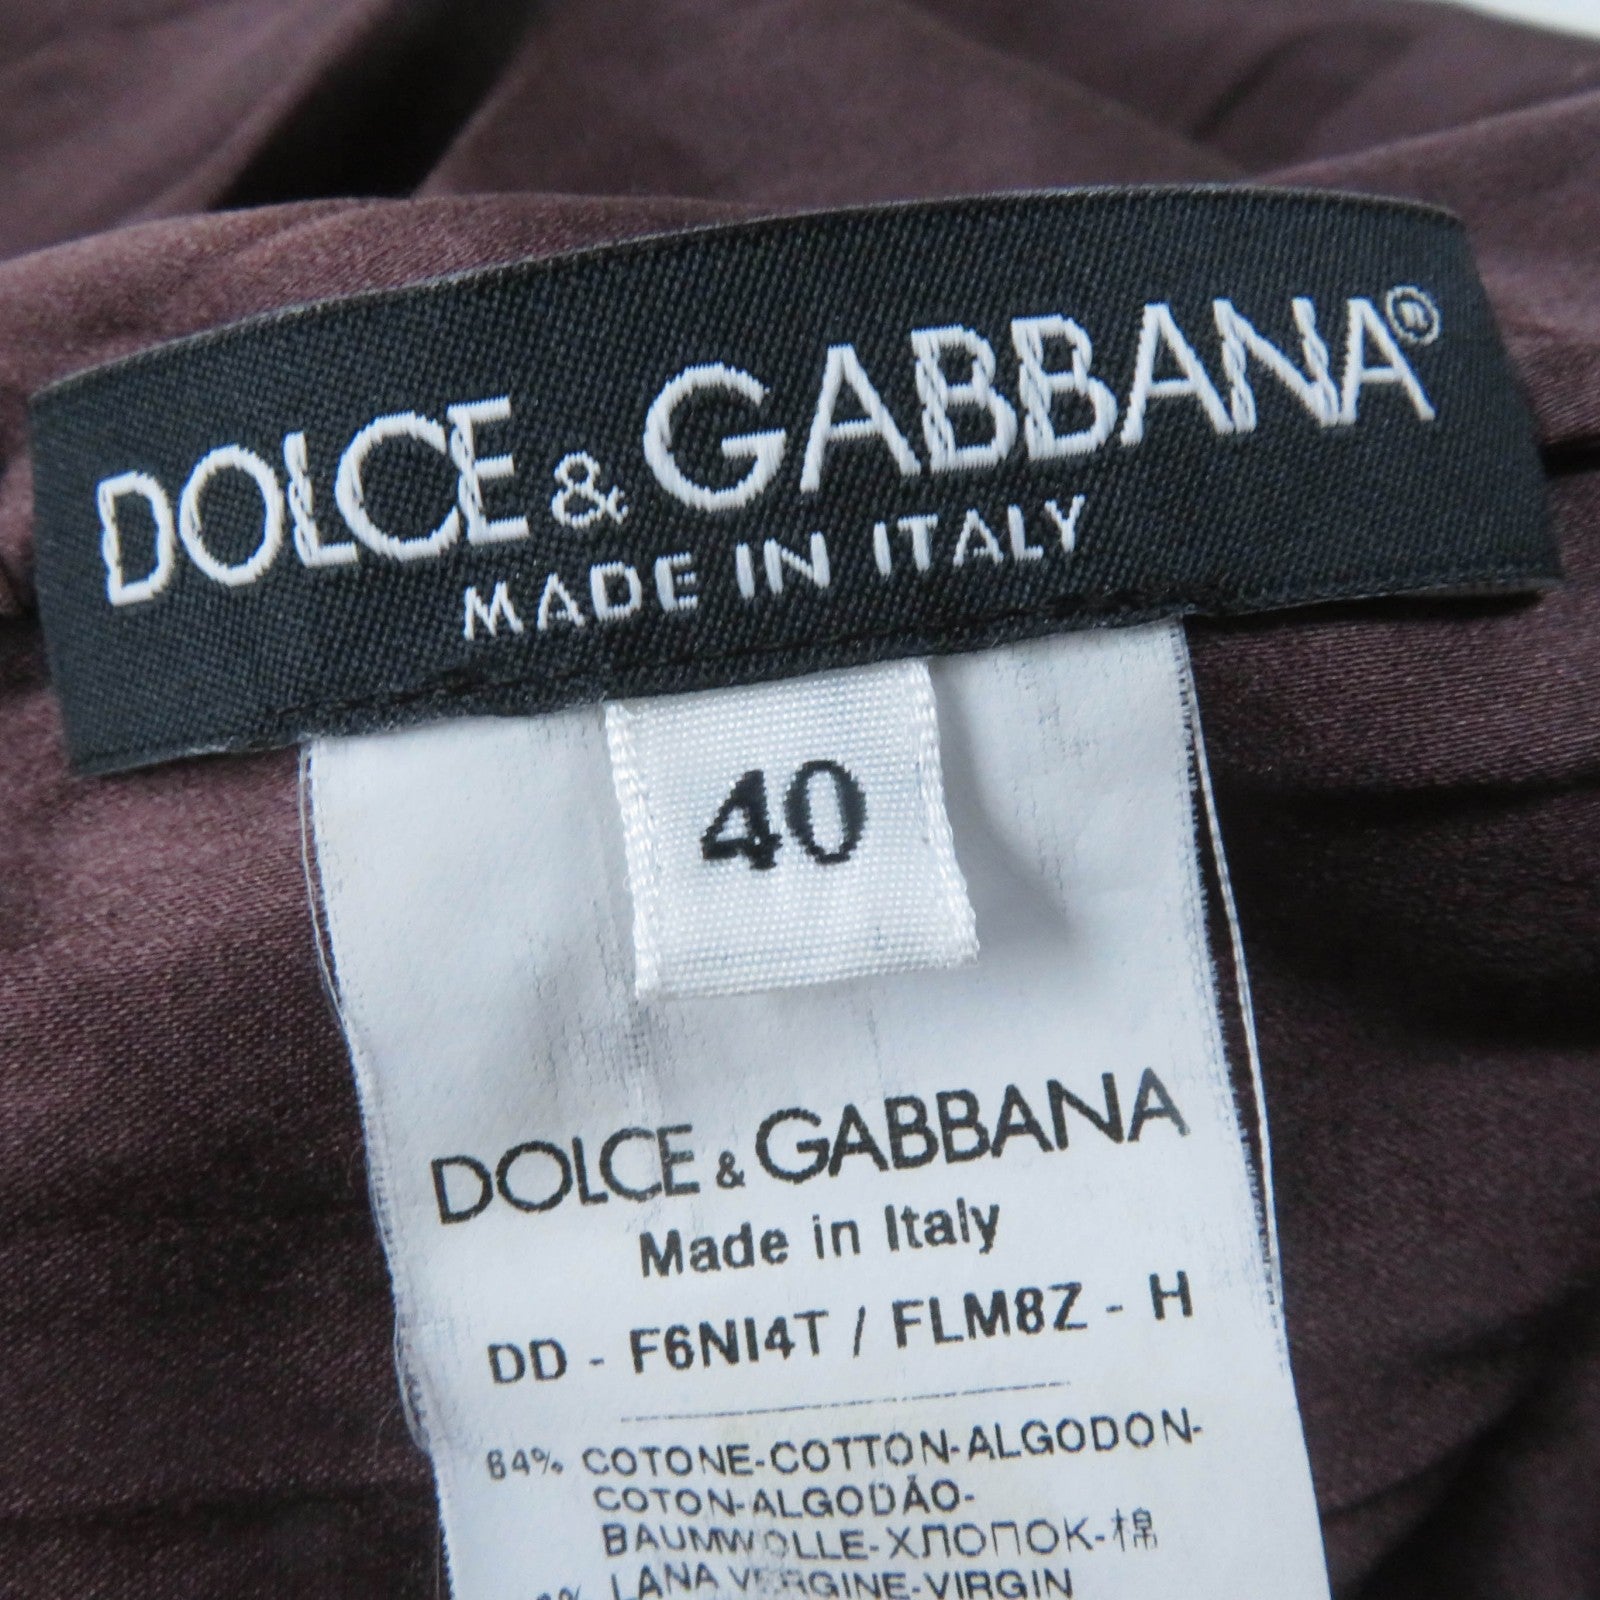 DOLCE & GABBANA®
MADE IN ITALY
40
DOLCE & GABBANA
Made in Italy
DD - F6NI4T / FLM8Z - H
64% COTONE-COTTON-ALGODON-
COTON-ALGODÃO-
BAUMWOLLE-ХЛОПОК-棉
LANA VERGINE-VIRGIN